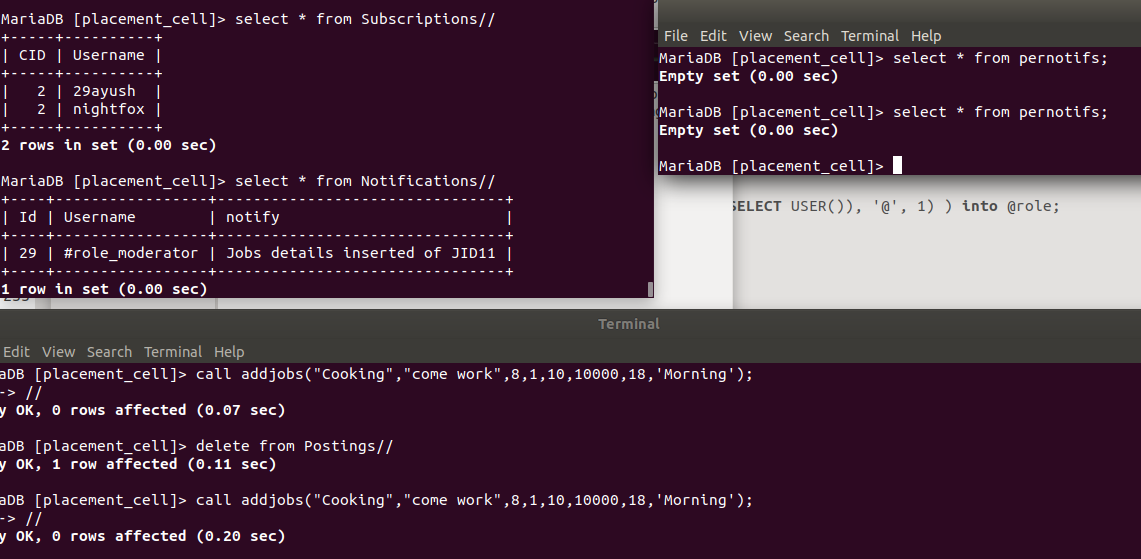 MariaDB [placement_cell]> select * from Subscriptions//
+-----+----------+
| CID | Username |
+-----+----------+
|   2 | 29ayush  |
|   2 | nightfox |
+-----+----------+
2 rows in set (0.00 sec)
MariaDB [placement_cell]> select * from Notifications//
+----+-----------------+--------------------------------+
| Id | Username        | notify                         |
+----+-----------------+--------------------------------+
| 29 | #role_moderator | Jobs details inserted of JID11 |
+----+-----------------+--------------------------------+
1 row in set (0.00 sec)
File Edit View Search Terminal Help
MariaDB [placement_cell]> select * from pernotifs;
Empty set (0.00 sec)
MariaDB [placement_cell]> select * from pernotifs;
Empty set (0.00 sec)
MariaDB [placement_cell]>
SELECT USER()), '@', 1) ) into @role;
Terminal
Edit View Search Terminal Help
aDB [placement_cell]> call addjobs("Cooking","come work",8,1,10,10000,18,'Morning');
-> //
y OK, 0 rows affected (0.07 sec)
aDB [placement_cell]> delete from Postings//
y OK, 1 row affected (0.11 sec)
aDB [placement_cell]> call addjobs("Cooking","come work",8,1,10,10000,18,'Morning');
-> //
y OK, 0 rows affected (0.20 sec)